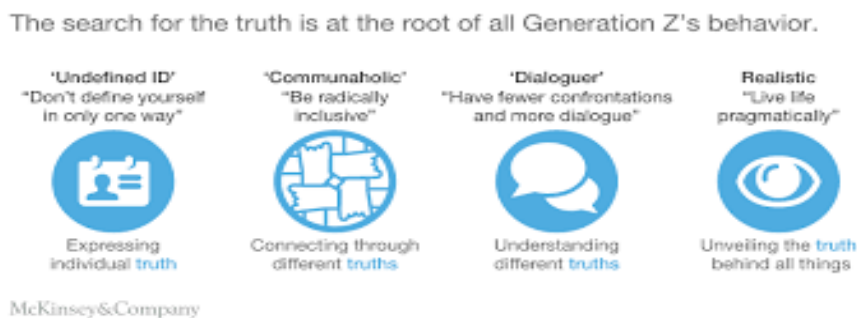 The search for the truth is at the root of all Generation Z's behavior.
'Undefined ID'
"Don't define yourself
in only one way"
Expressing
individual truth
'Communaholic'
"Be radically
inclusive"
Connecting through
different truths
'Dialoguer'
"Have fewer confrontations
and more dialogue"
Understanding
different truths
Realistic
"Live life
pragmatically"
Unveiling the truth
behind all things
McKinsey&Company